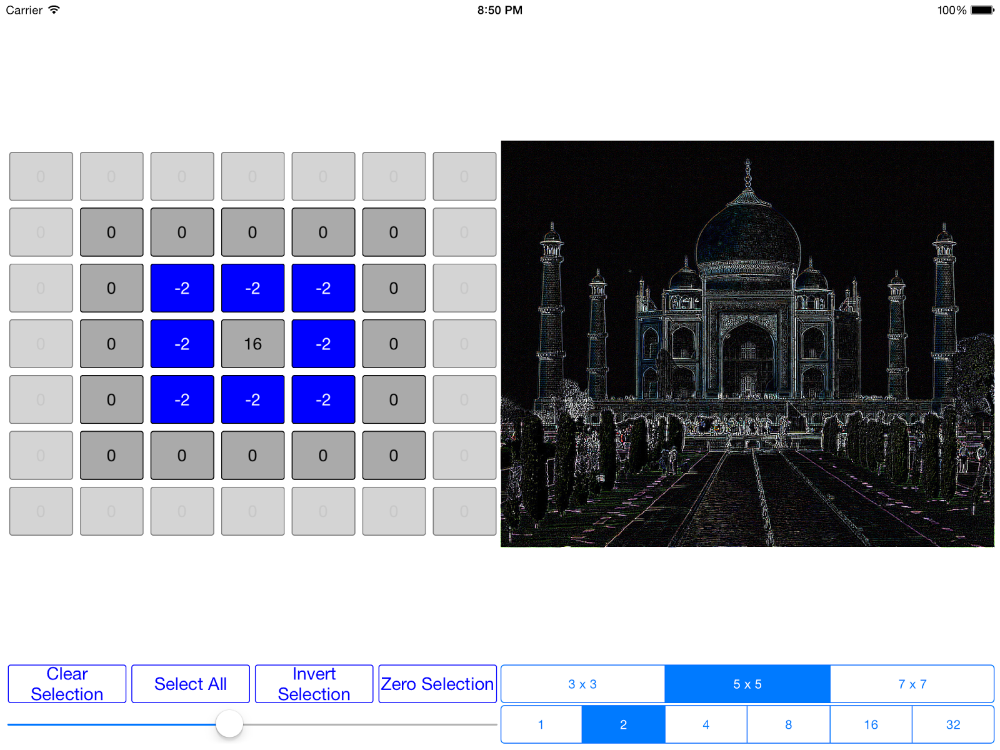 Carrier 8:50 PM 100%
0 0 0 0 0 0 0
0 0 0 0 0 0 0
0 0 -2 -2 -2 0 0
0 0 -2 16 -2 0 0
0 0 -2 -2 -2 0 0
0 0 0 0 0 0 0
0 0 0 0 0 0 0
Clear
Selection
Select All
Invert
Selection
Zero Selection
3 x 3 5 x 5 7 x 7
1 2 4 8 16 32